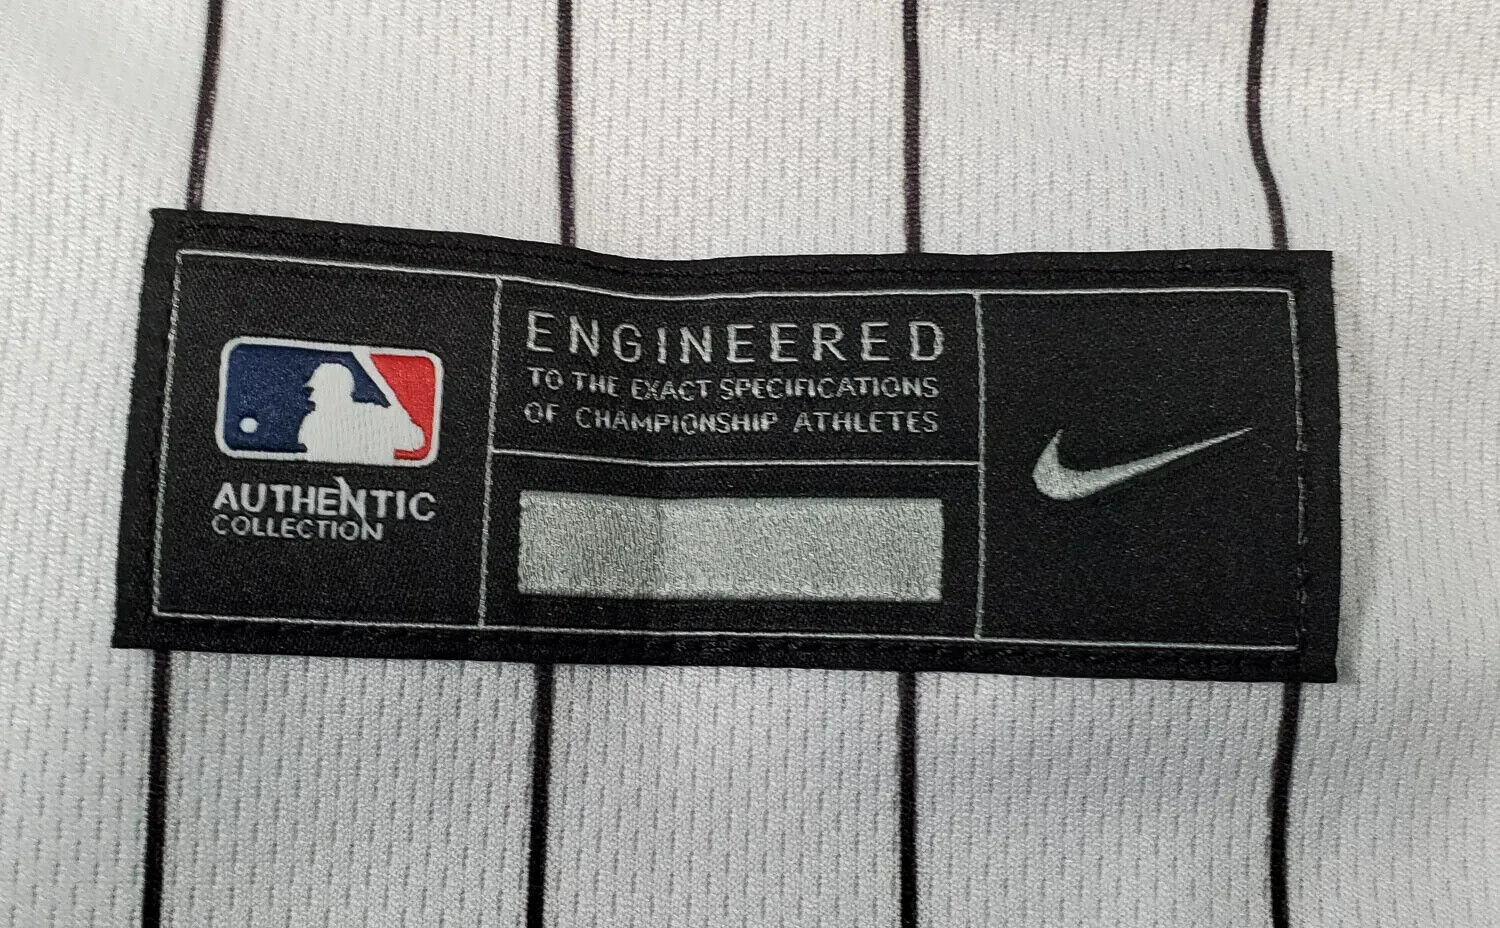 AUTHENTIC
COLLECTION
ENGINEERED
TO THE EXACT SPECIFICATIONS
OF CHAMPIONSHIP ATHLETES